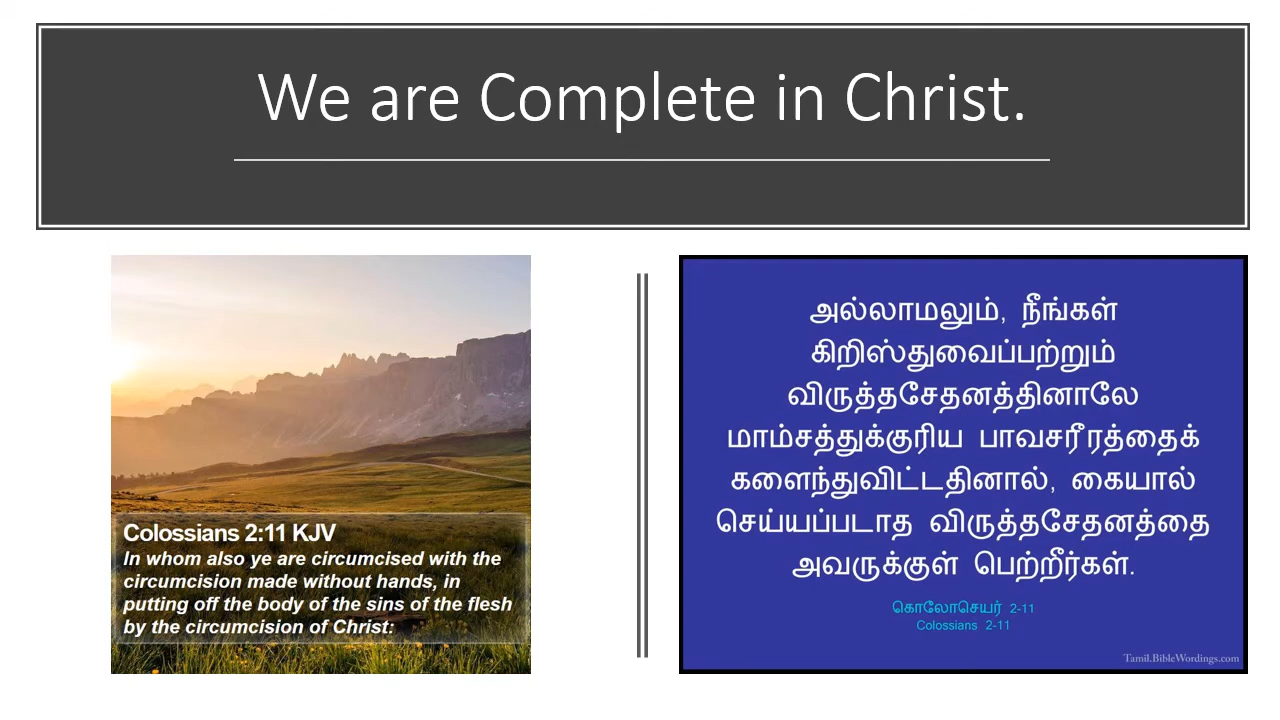 We are Complete in Christ.
Colossians 2:11 KJV
In whom also ye are circumcised with the
circumcision made without hands, in
putting off the body of the sins of the flesh
by the circumcision of Christ:
அல்லாமலும், நீங்கள்
கிறிஸ்துவைப்பற்றும்
விருத்தசேதனத்தினாலே
மாம்சத்துக்குரிய பாவசரீரத்தைக்
களைந்துவிட்டதினால், கையால்
செய்யப்படாத விருத்தசேதனத்தை
அவருக்குள் பெற்றீர்கள்.
கொலோசெயர் 2-11
Colossians 2-11
Tamil.BibleWordings.com